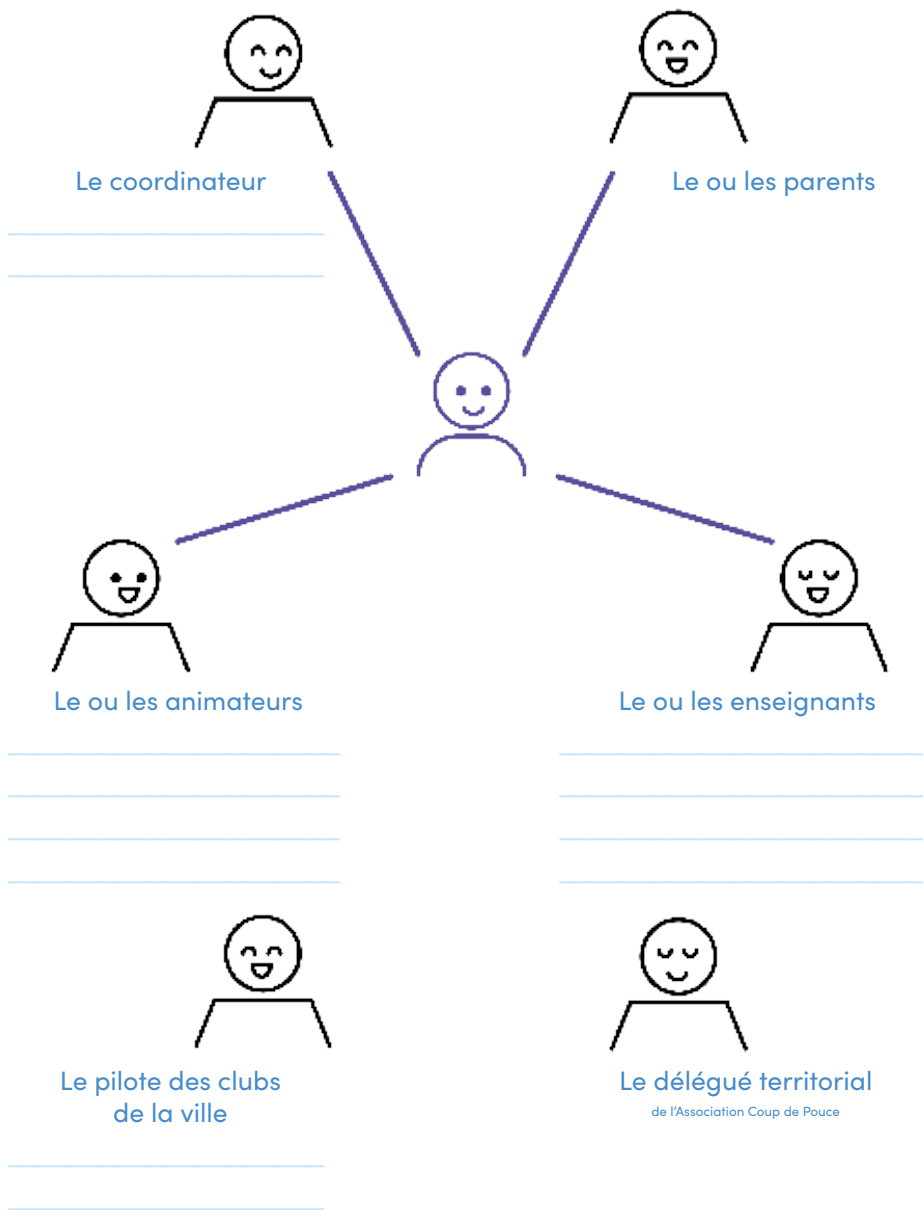 Le coordinateur
Le ou les parents
Le ou les animateurs
Le ou les enseignants
Le pilote des clubs
de la ville
Le délégué territorial
de l'Association Coup de Pouce